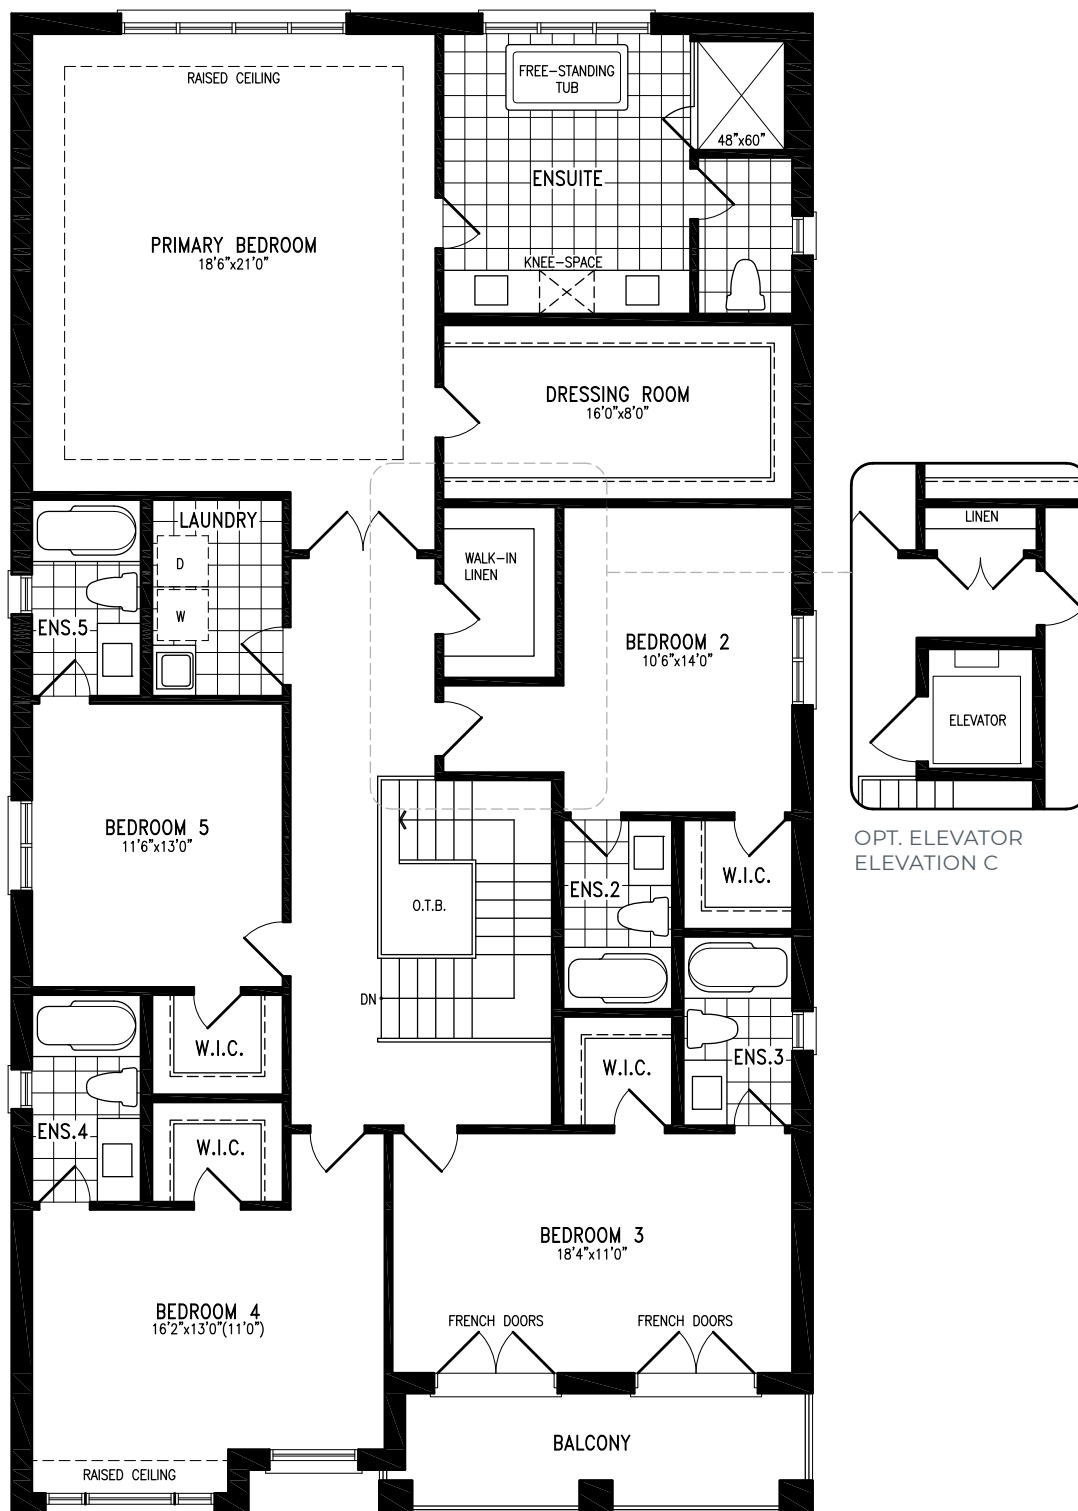 RAISED CEILING
FREE-STANDING
TUB
48"x60"
ENSUITE
PRIMARY BEDROOM
18'6"x21'0"
KNEE-SPACE
DRESSING ROOM
16'0"x8'0"
LAUNDRY
D
W
ENS.5
WALK-IN
LINEN
BEDROOM 2
10'6"x14'0"
LINEN
ELEVATOR
OPT. ELEVATOR
ELEVATION C
BEDROOM 5
11'6"x13'0"
O.T.B.
DN
ENS.2
W.I.C.
W.I.C.
ENS.4
W.I.C.
W.I.C.
ENS.3
BEDROOM 3
18'4"x11'0"
BEDROOM 4
16'2"x13'0"(11'0")
FRENCH DOORS
FRENCH DOORS
BALCONY
RAISED CEILING